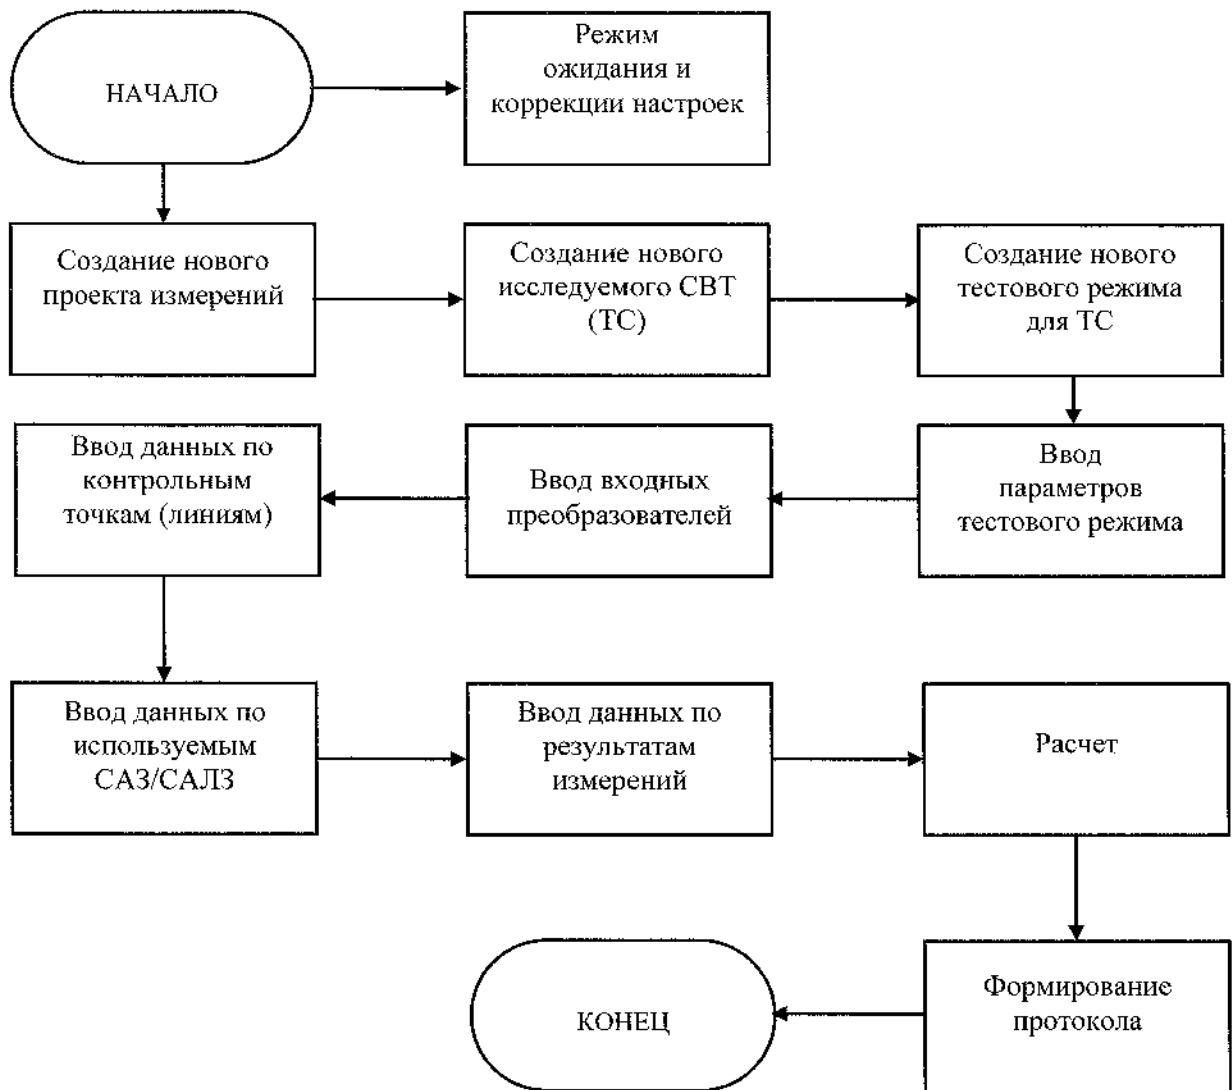 НАЧАЛО
Режим
ожидания и
коррекции настроек
Создание нового
проекта измерений
Создание нового
исследуемого СВТ
(ТС)
Создание нового
тестового режима
для ТС
Ввод
параметров
тестового режима
Ввод входных
преобразователей
Ввод данных по
контрольным
точкам (линиям)
Ввод данных по
используемым
САЗ/САЛЗ
Ввод данных по
результатам
измерений
Расчет
Формирование
протокола
КОНЕЦ